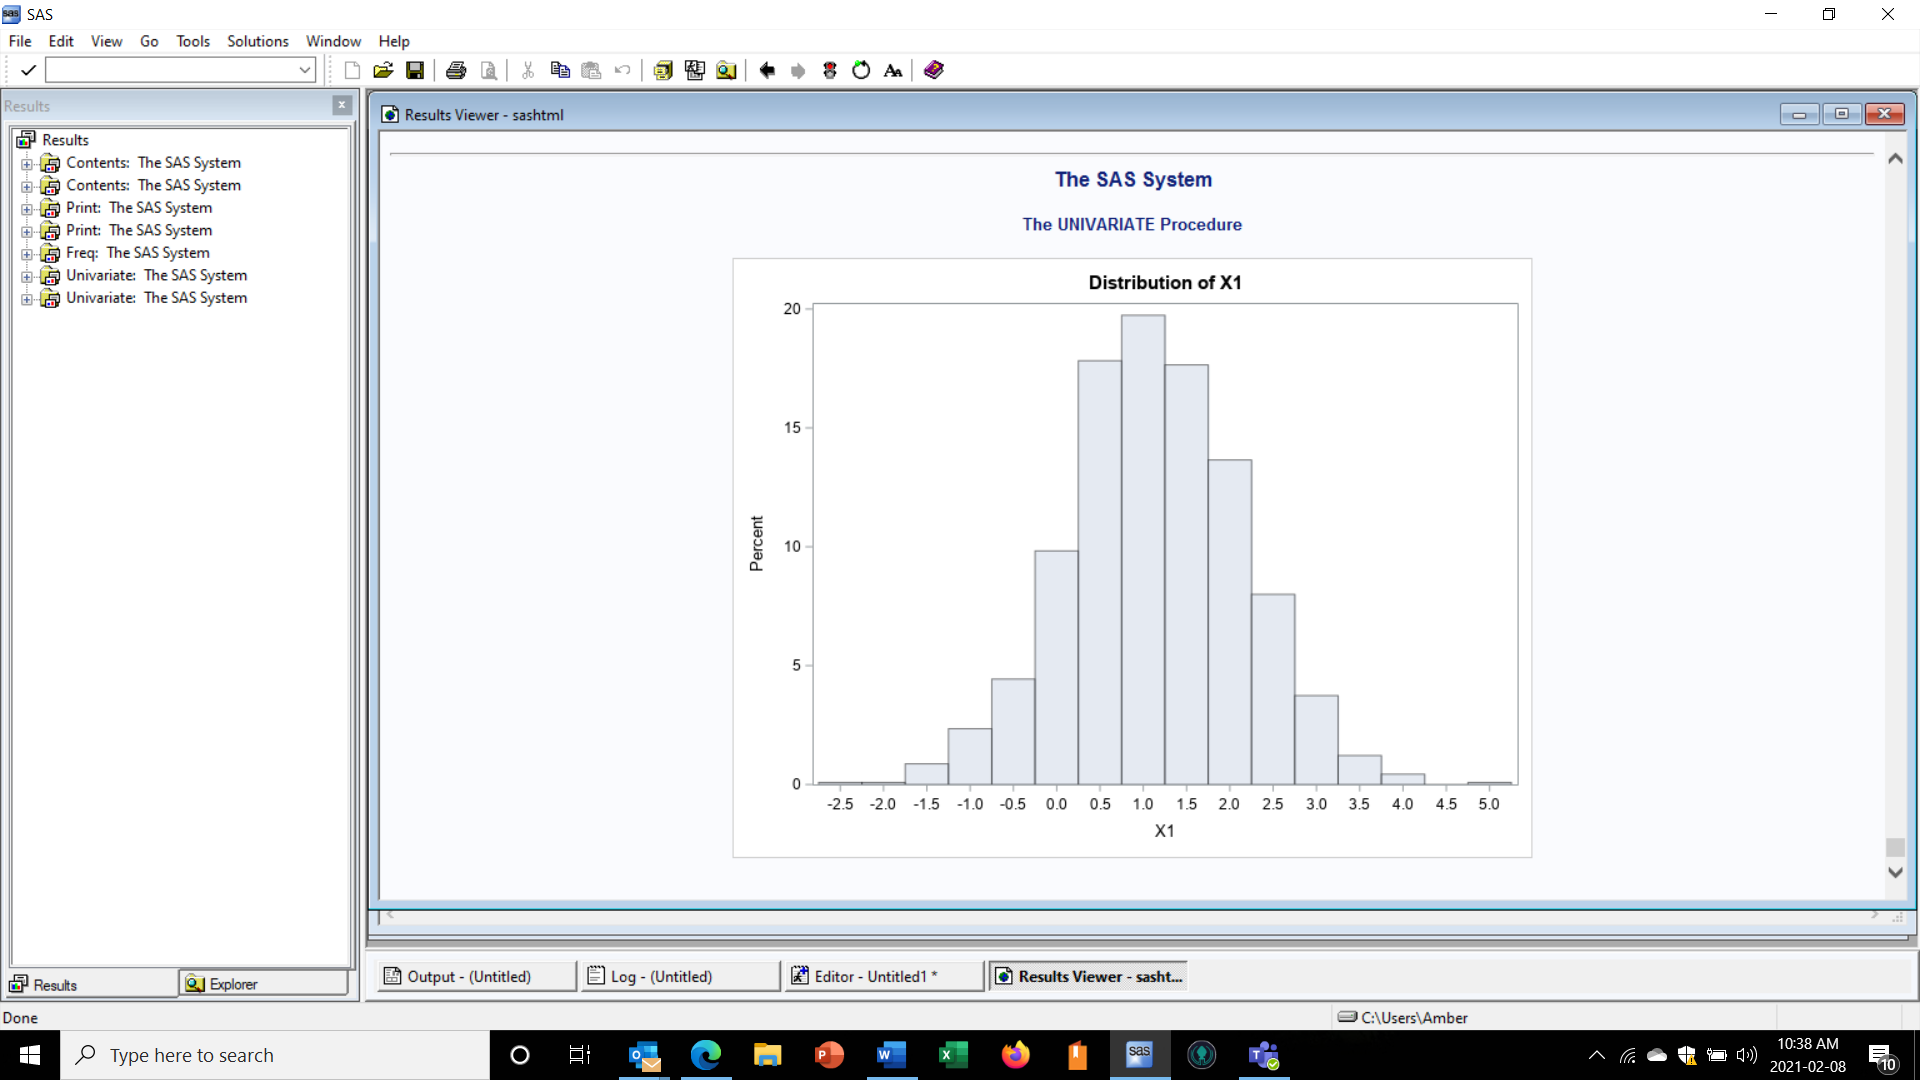 SAS
File Edit View Go Tools Solutions Window Help
Results
Results
Contents: The SAS System
Contents: The SAS System
Print: The SAS System
Print: The SAS System
Freq: The SAS System
Univariate: The SAS System
Univariate: The SAS System
Results Viewer - sashtml
The SAS System
The UNIVARIATE Procedure
Distribution of X1
20
15
10
5
0
Percent
-2.5 -2.0 -1.5 -1.0 -0.5 0.0 0.5 1.0 1.5 2.0 2.5 3.0 3.5 4.0 4.5 5.0
X1
Results Explorer
Output - (Untitled) Log - (Untitled) Editor - Untitled1 * Results Viewer - sasht...
Done C:\Users\Amber
Type here to search
10:38 AM
2021-02-08
10